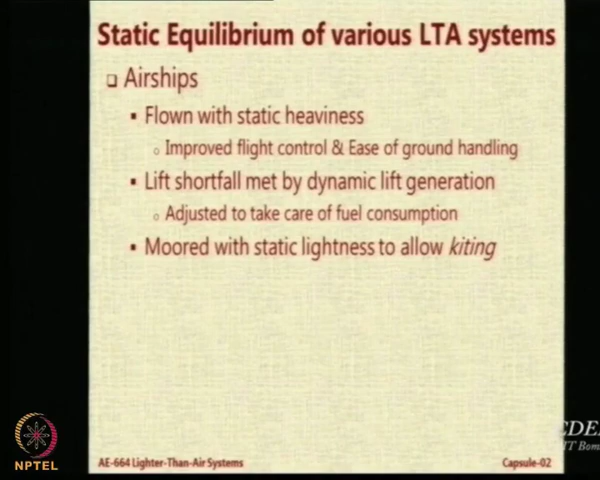 Static Equilibrium of various LTA systems
Airships
Flown with static heaviness
Improved flight control & Ease of ground handling
Lift shortfall met by dynamic lift generation
Adjusted to take care of fuel consumption
Moored with static lightness to allow kiting
NPTEL
AE-664 Lighter-Than-Air Systems
Capsule-02